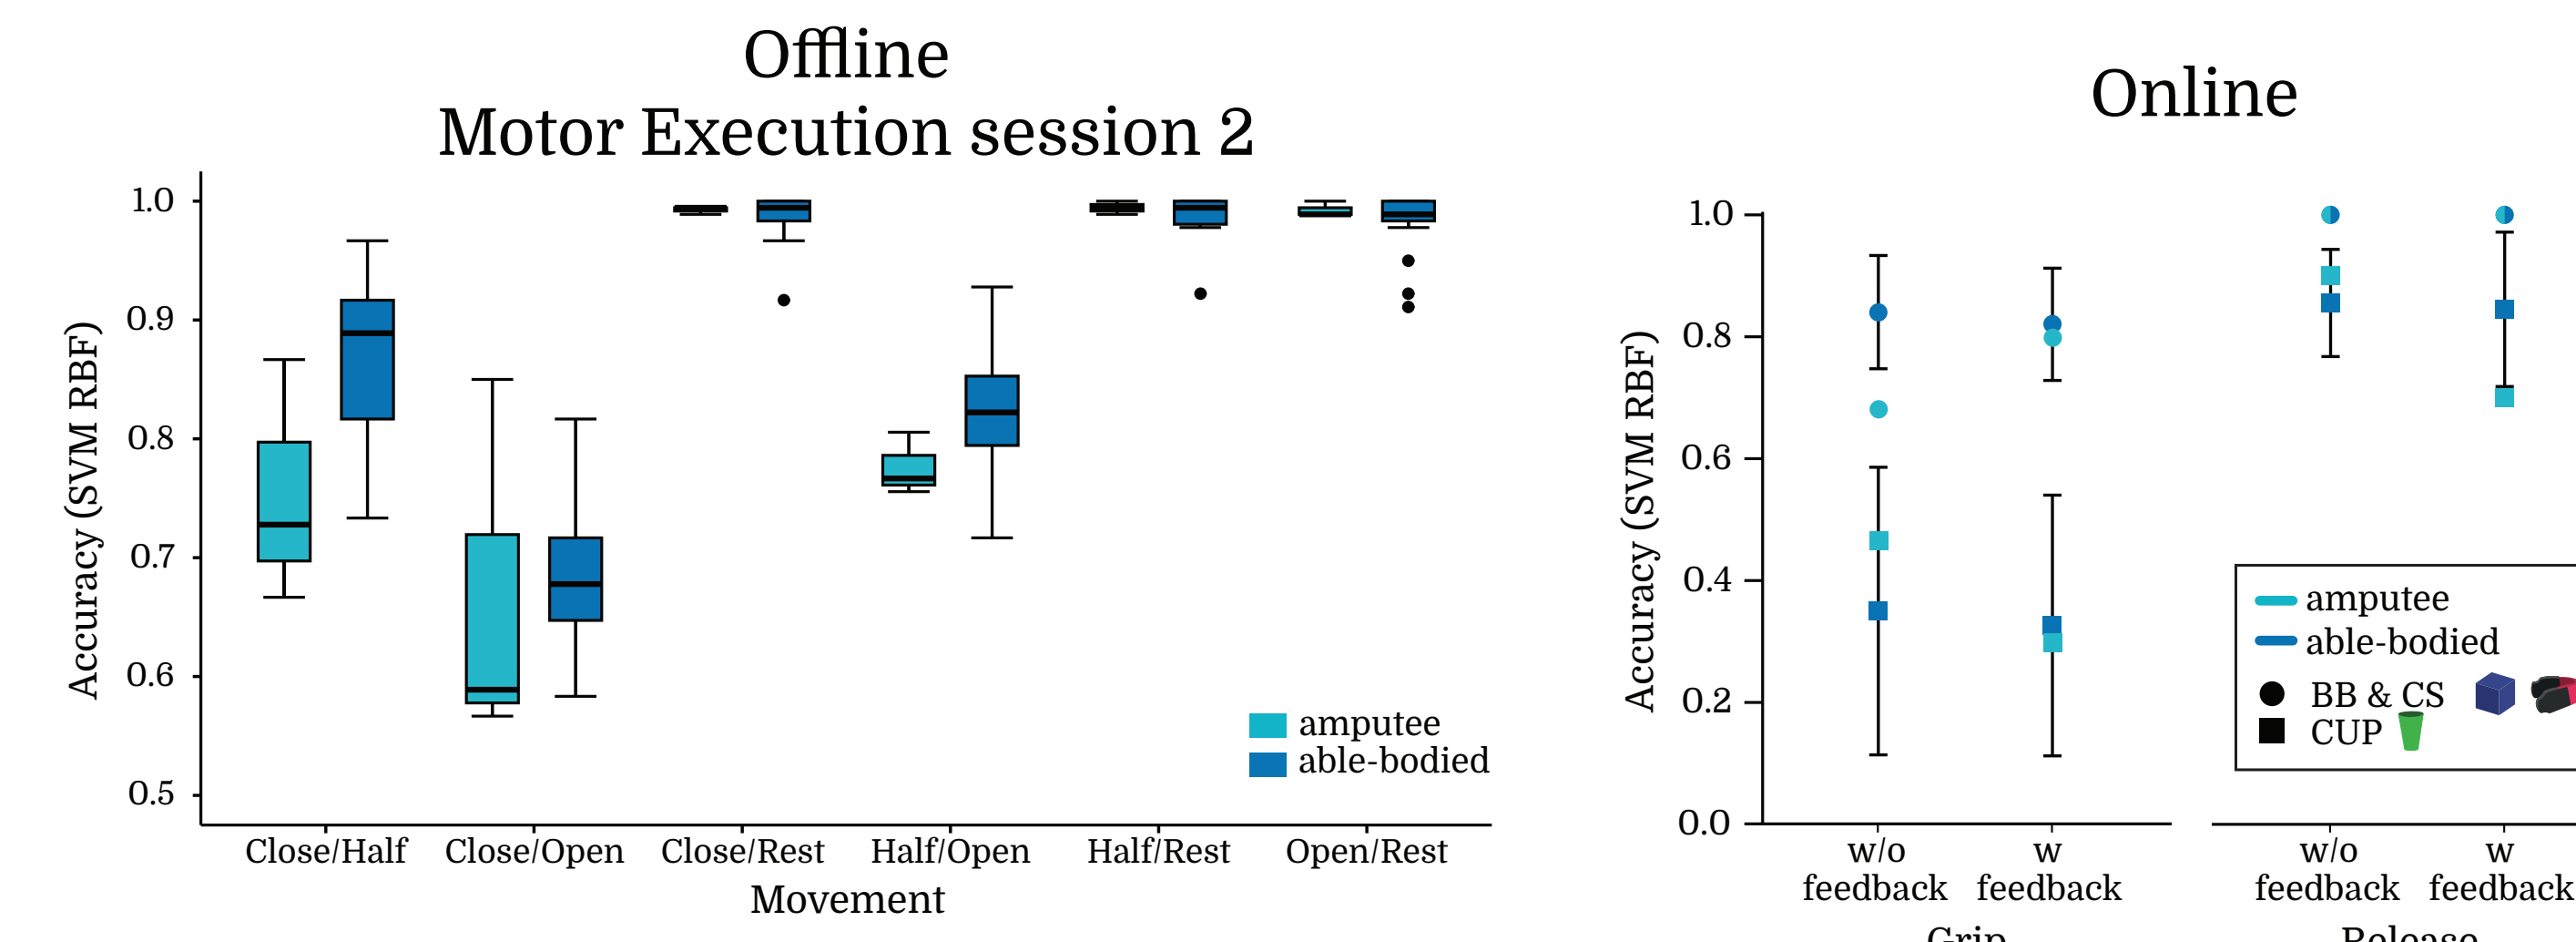 Offline
Motor Execution session 2
Accuracy (SVM RBF)
1.0
0.9
0.8
0.7
0.6
0.5
Close/Half
Close/Open
Close/Rest
Half/Open
Half/Rest
Open/Rest
Movement
amputee
able-bodied
Online
Accuracy (SVM RBF)
1.0
0.8
0.6
0.4
0.2
0.0
w/o
feedback
w
feedback
Grip
w/o
feedback
w
feedback
Release
amputee
able-bodied
BB & CS
CUP